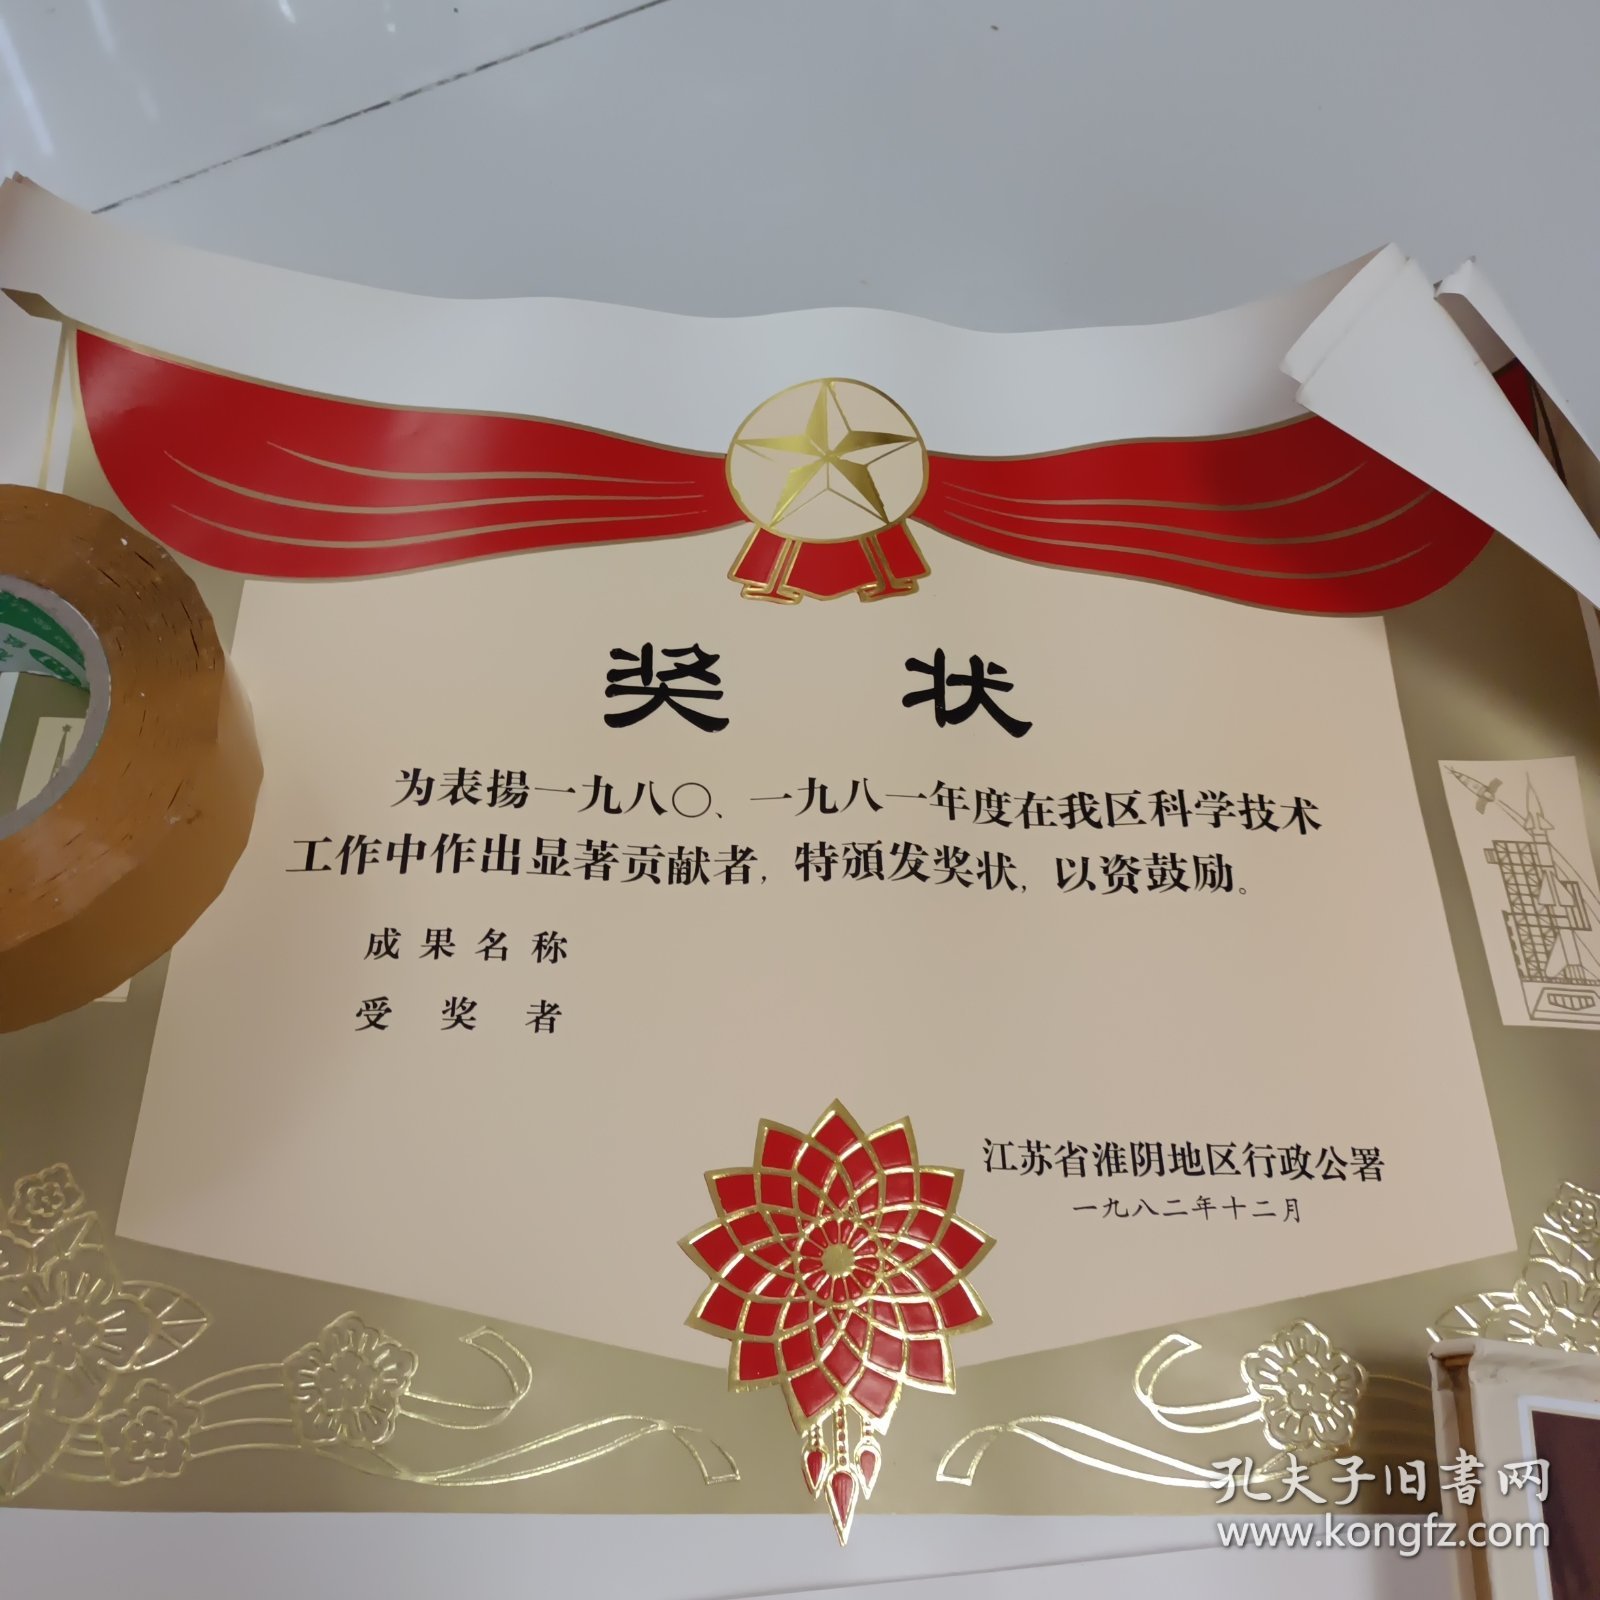 奖 状
为表揚一九八〇、一九八一年度在我区科学技术
工作中作出显著贡献者，特頒发奖状，以资鼓励。
成果名称
受 奖 者
江苏省淮阴地区行政公署
一九八二年十二月
孔夫子旧書网
www.kongfz.com